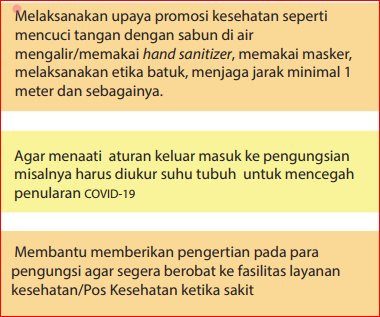 Melaksanakan upaya promosi kesehatan seperti
mencuci tangan dengan sabun di air
mengalir/memakai hand sanitizer, memakai masker,
melaksanakan etika batuk, menjaga jarak minimal 1
meter dan sebagainya.
Agar menaati aturan keluar masuk ke pengungsian
misalnya harus diukur suhu tubuh untuk mencegah
penularan COVID-19
Membantu memberikan pengertian pada para
pengungsi agar segera berobat ke fasilitas layanan
kesehatan/Pos Kesehatan ketika sakit